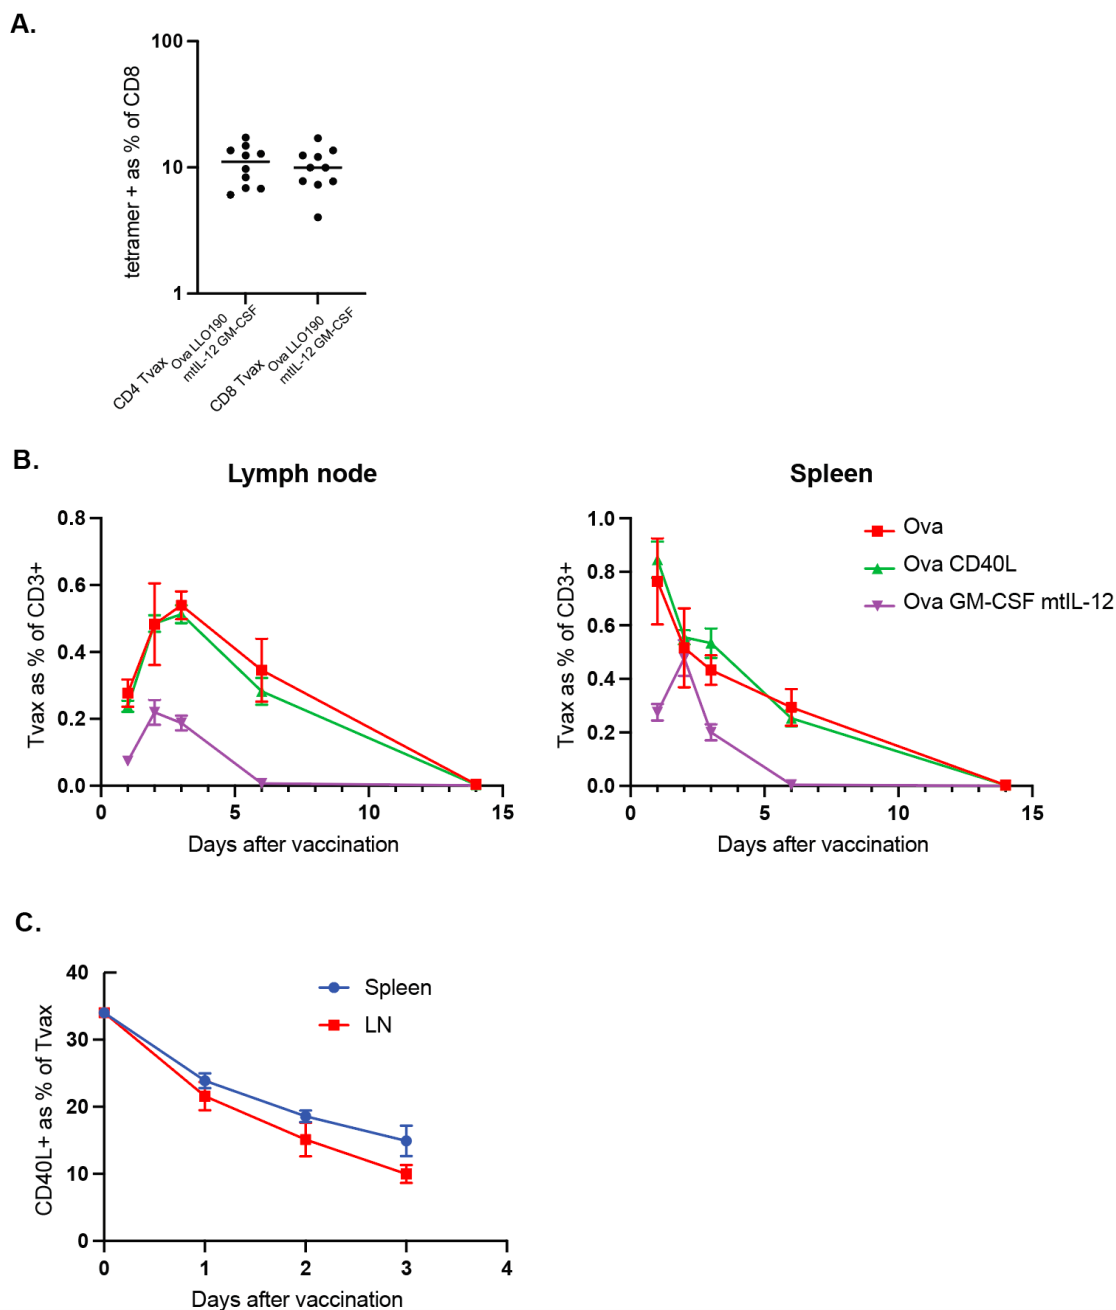 A.
100
10
1
tetramer + as % of CD8
CD4 Tvax Ova LLO190
mtIL-12 GM-CSF
CD8 Tvax Ova LLO190
mtIL-12 GM-CSF
B.
Lymph node
0.8
0.6
0.4
0.2
0.0
Tvax as % of CD3+
0 5 10 15
Days after vaccination
Spleen
1.0
0.8
0.6
0.4
0.2
0.0
Tvax as % of CD3+
0 5 10 15
Days after vaccination
Ova
Ova CD40L
Ova GM-CSF mtIL-12
C.
40
30
20
10
0
CD40L+ as % of Tvax
0 1 2 3 4
Days after vaccination
Spleen
LN